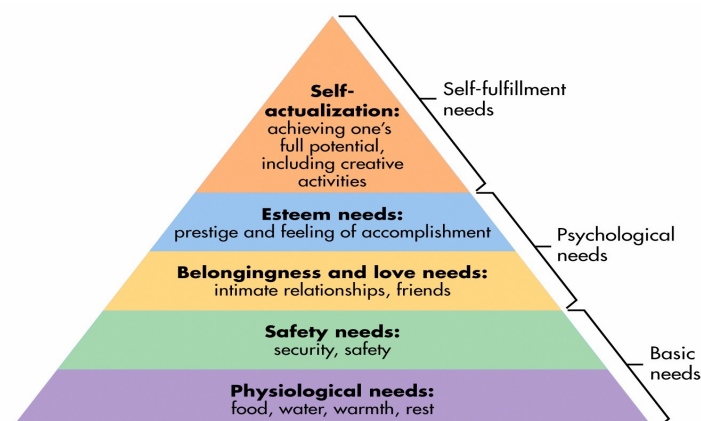 Self-
actualization:
achieving one's
full potential,
including creative
activities
Self-fulfillment
needs
Esteem needs:
prestige and feeling of accomplishment
Psychological
needs
Belongingness and love needs:
intimate relationships, friends
Safety needs:
security, safety
Basic
needs
Physiological needs:
food, water, warmth, rest